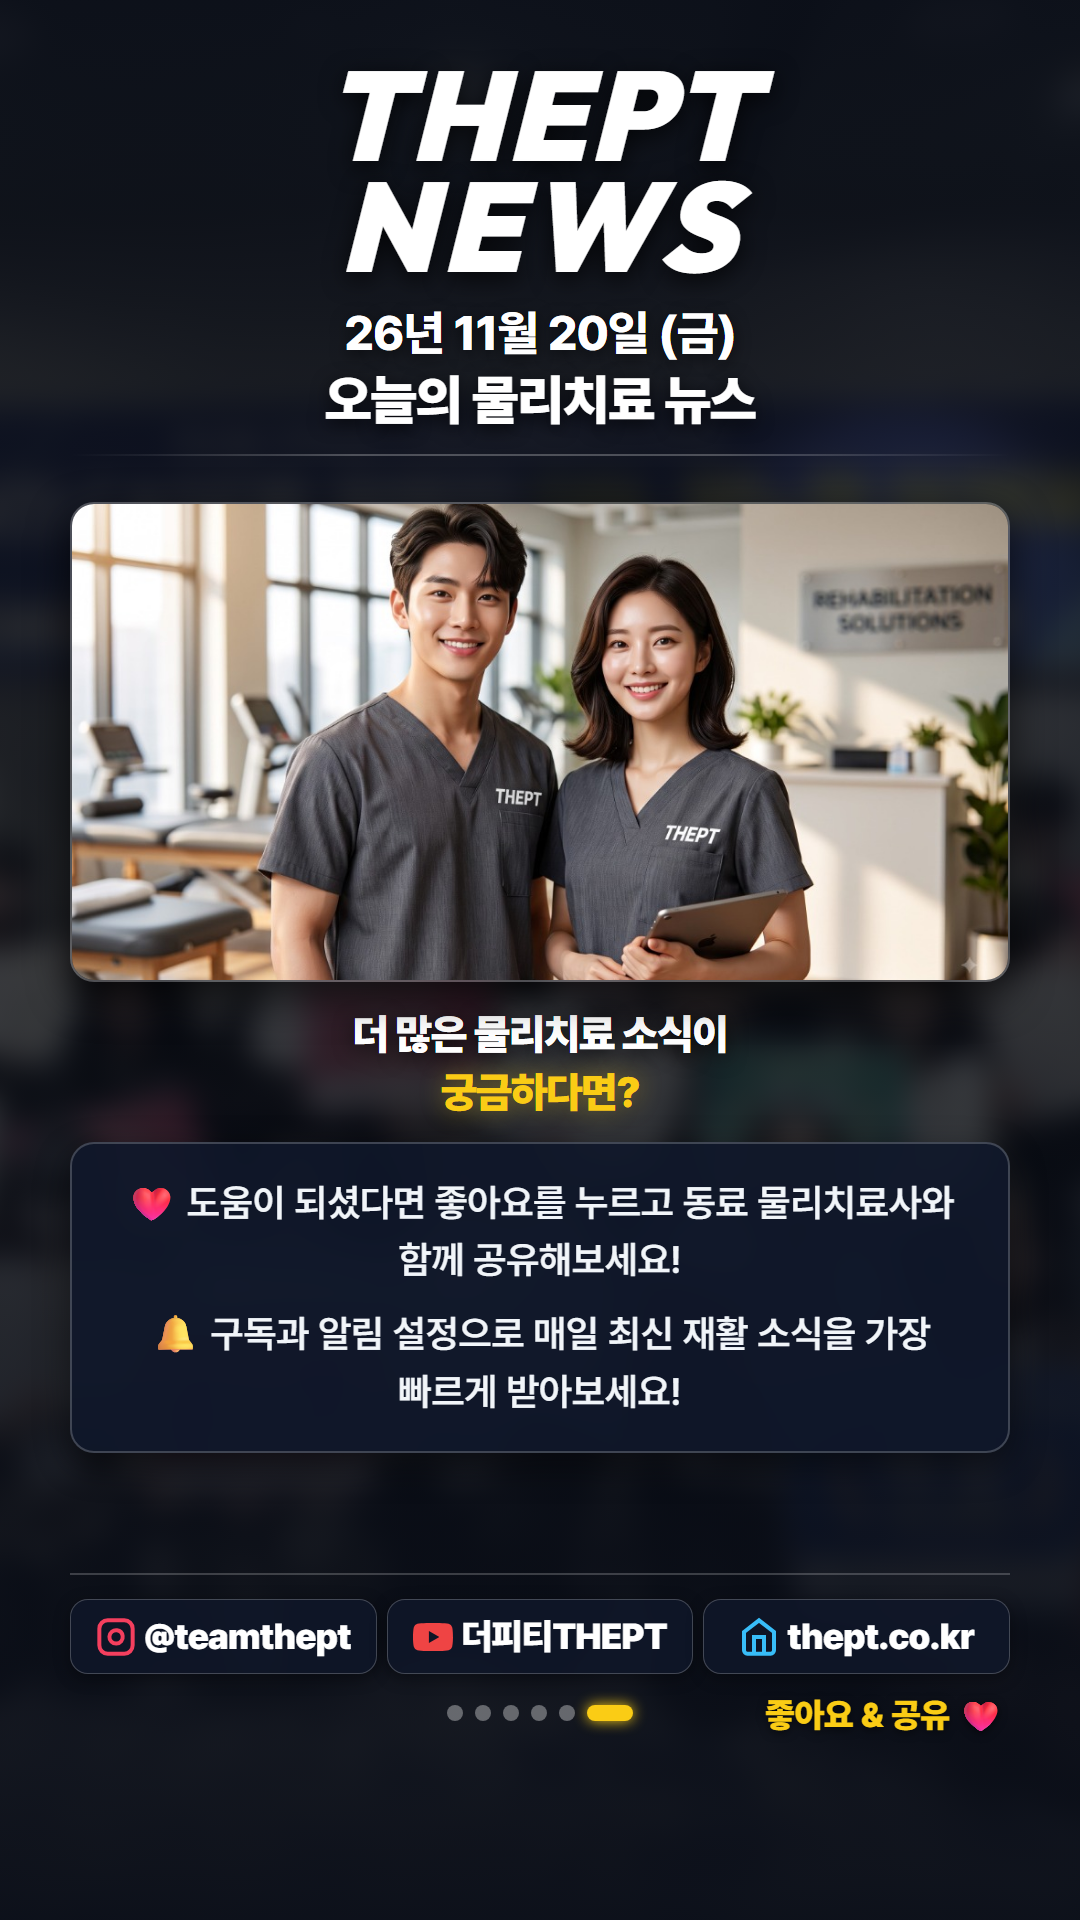 THEPT
NEWS
26년 11월 20일 (금)
오늘의 물리치료 뉴스
REHABILITATION
SOLUTIONS
THEPT
THEPT
더 많은 물리치료 소식이
궁금하다면?
❤️ 도움이 되셨다면 좋아요를 누르고 동료 물리치료사와
함께 공유해보세요!
🔔 구독과 알림 설정으로 매일 최신 재활 소식을 가장
빠르게 받아보세요!
@teamthept
더피티THEPT
thept.co.kr
좋아요 & 공유 ❤️